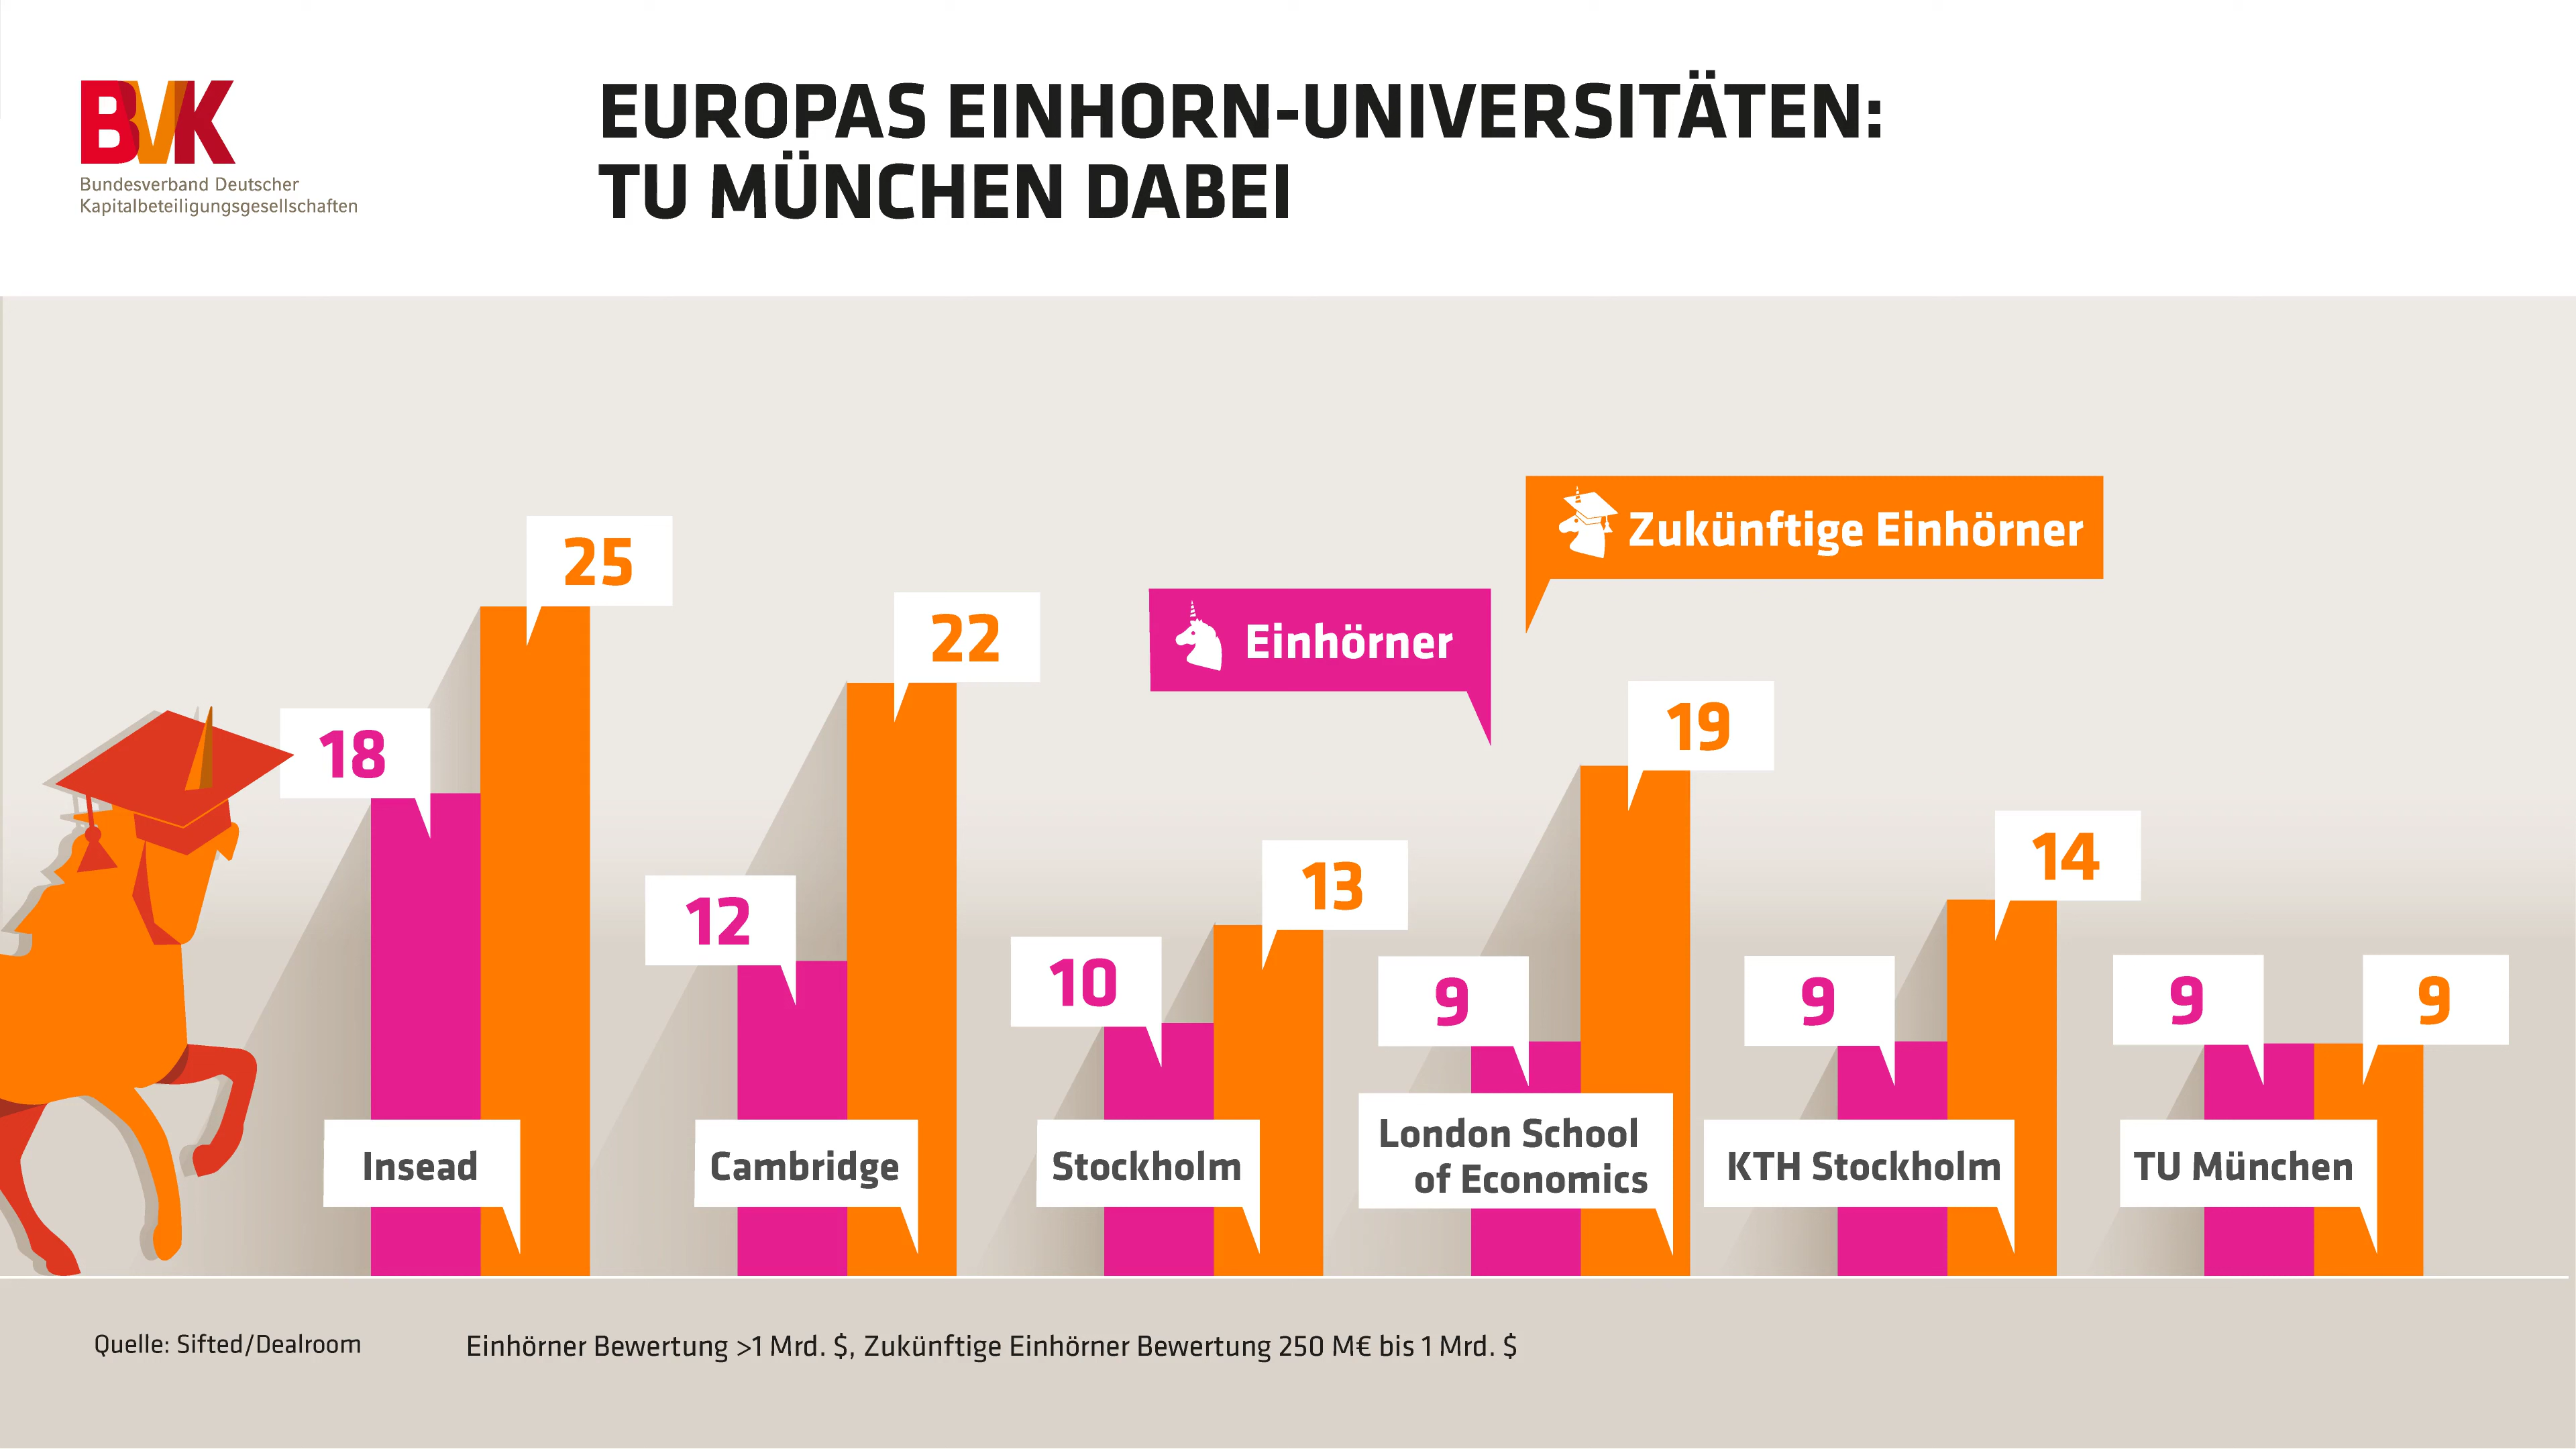 BVK
Bundesverband Deutscher
Kapitalbeteiligungsgesellschaften
EUROPAS EINHORN-UNIVERSITÄTEN:
TU MÜNCHEN DABEI
Zukünftige Einhörner
Einhörner
18
25
12
22
10
13
9
19
9
14
9
9
Insead
Cambridge
Stockholm
London School
of Economics
KTH Stockholm
TU München
Quelle: Sifted/Dealroom
Einhörner Bewertung >1 Mrd. $, Zukünftige Einhörner Bewertung 250 M€ bis 1 Mrd. $